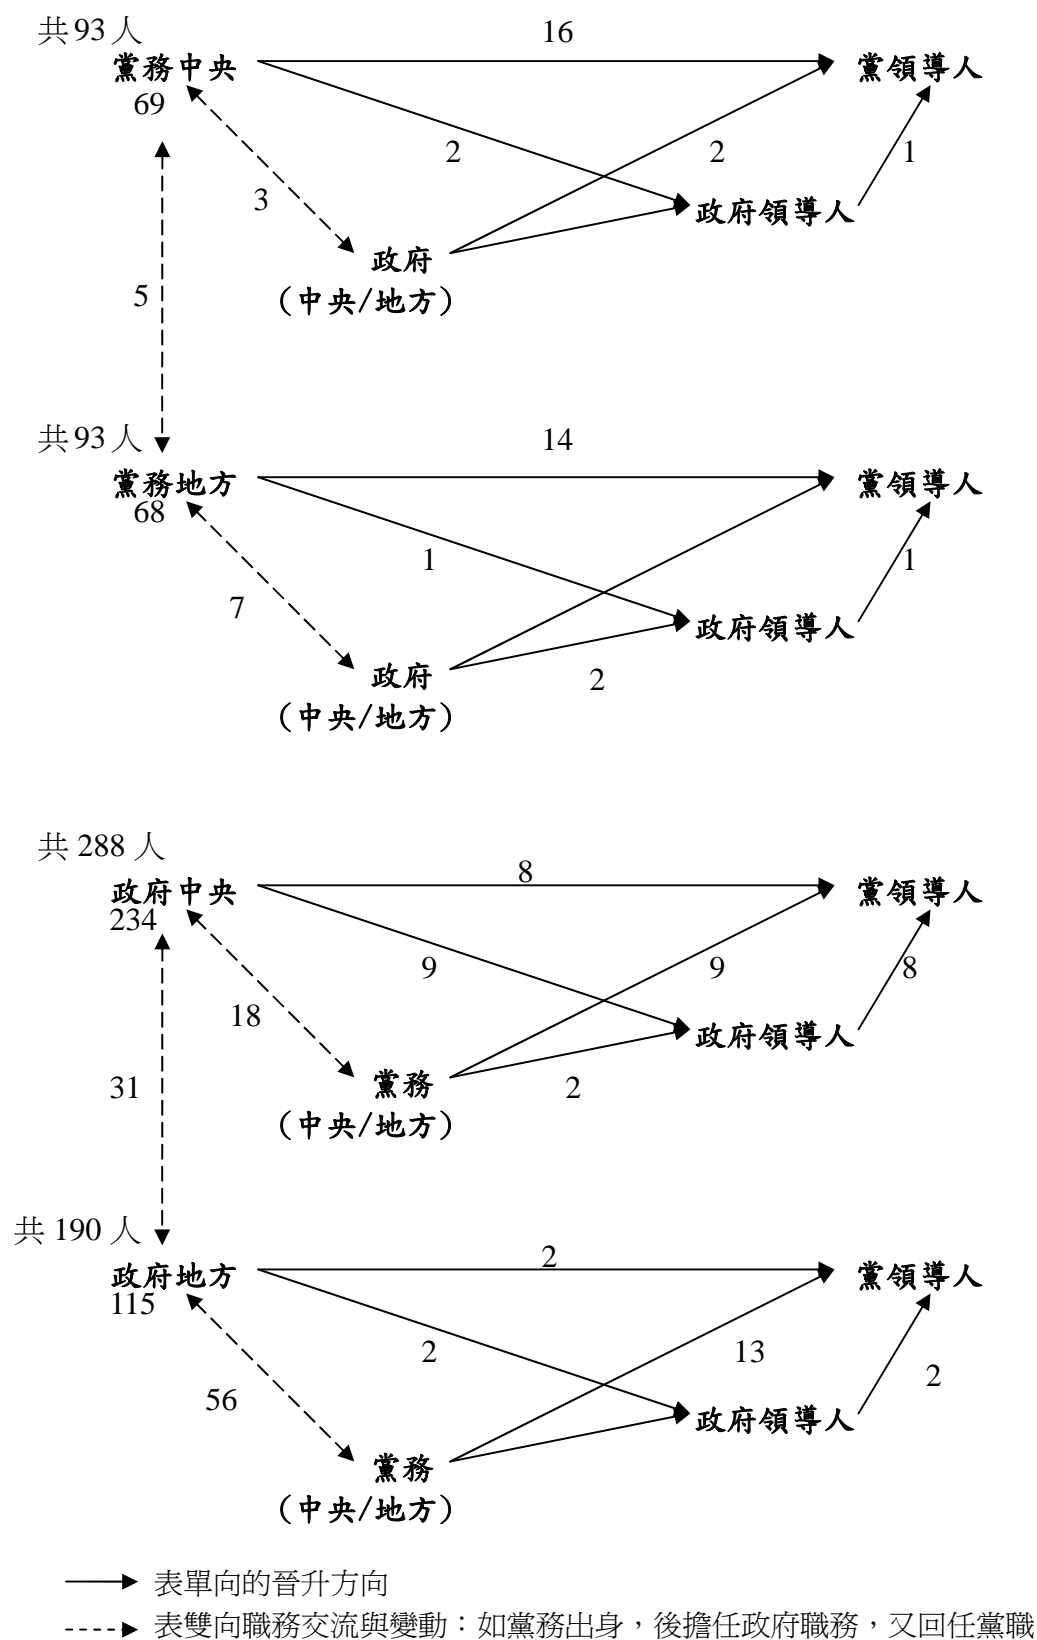 共93人
16
黨務中央
黨領導人
69
2
2
1
3
政府領導人
政府
5
(中央/地方)
共93人
14
黨務地方
黨領導人
68
1
1
7
政府領導人
政府
2
(中央/地方)
共 288 人
8
政府中央
黨領導人
234
9
9
8
18
政府領導人
黨務
31
2
(中央/地方)
共 190 人
2
政府地方
黨領導人
115
2
13
2
56
政府領導人
黨務
(中央/地方)
表單向的晉升方向
表雙向職務交流與變動：如黨務出身，後擔任政府職務，又回任黨職